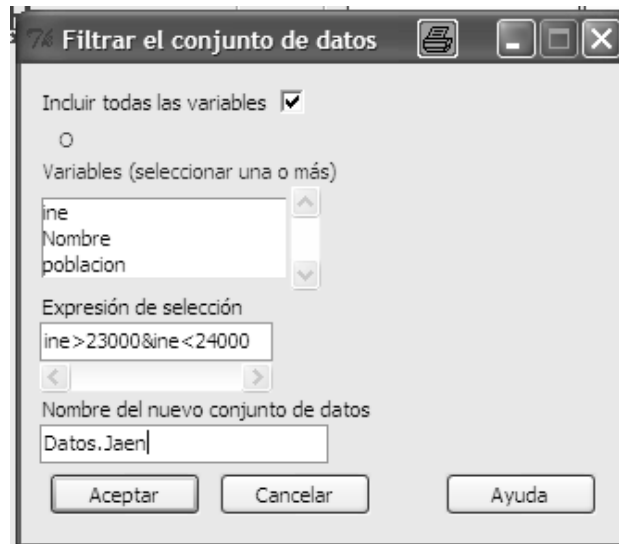 Filtrar el conjunto de datos
Incluir todas las variables
O
Variables (seleccionar una o más)
ine
Nombre
poblacion
Expresión de selección
ine>23000&ine<24000
Nombre del nuevo conjunto de datos
Datos.Jaen
Aceptar Cancelar Ayuda